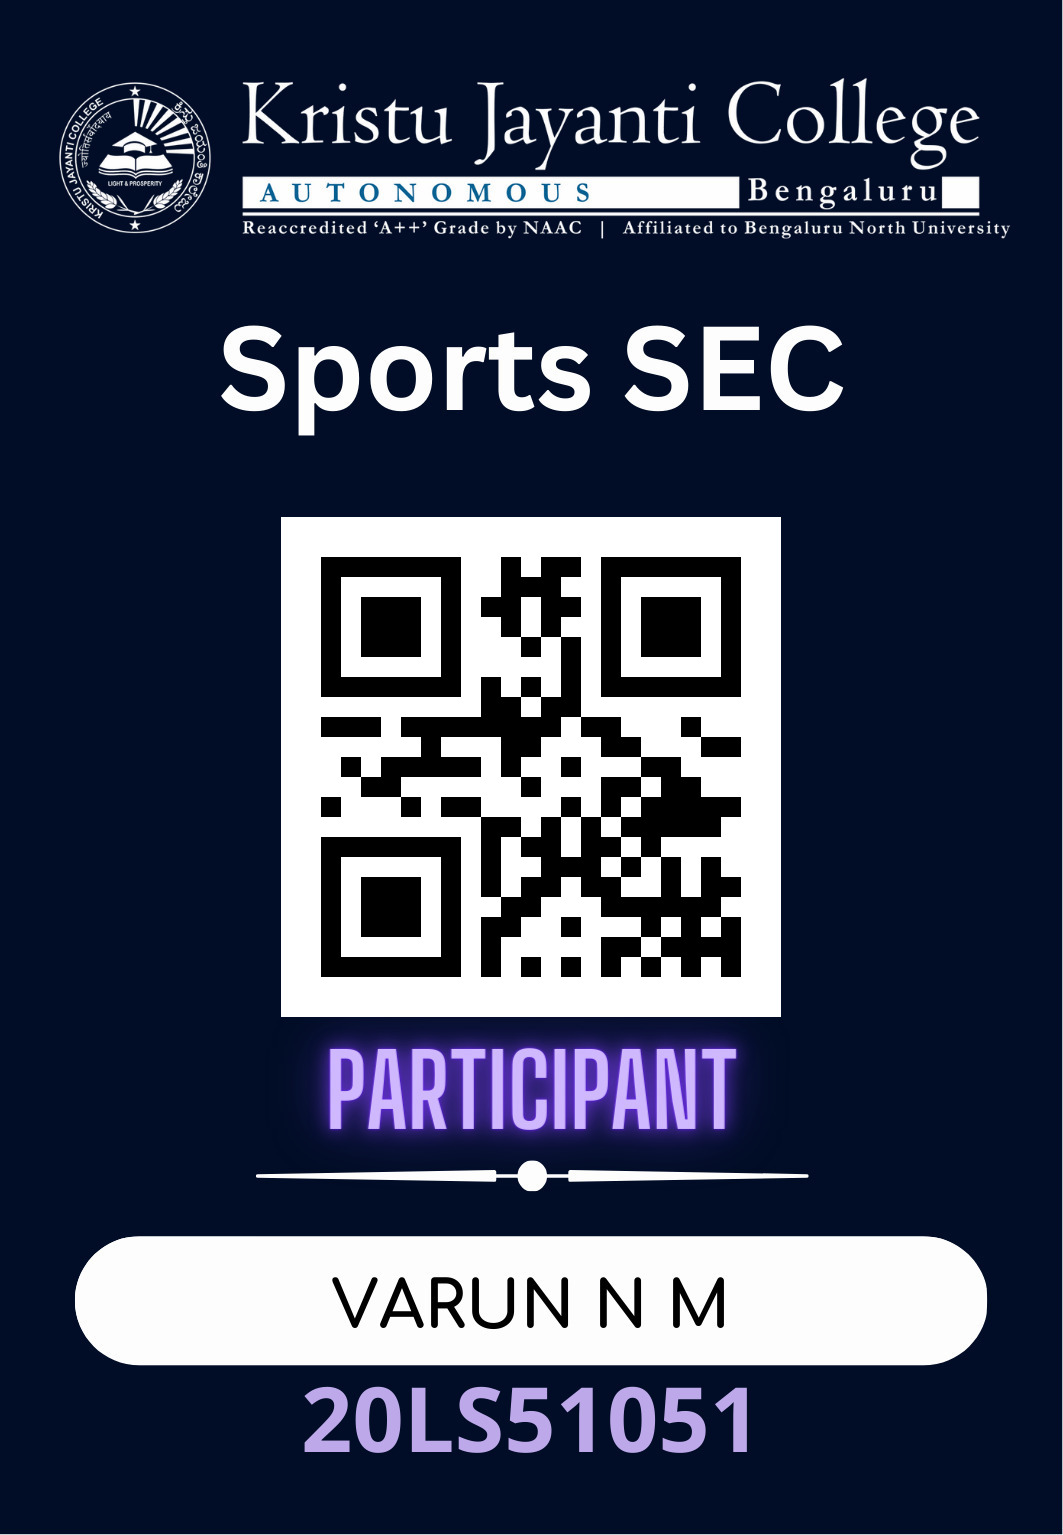 KRISTU JAYANTI COLLEGE
LIGHT & PROSPERITY
Kristu Jayanti College
AUTONOMOUS Bengaluru
Reaccredited ‘A++’ Grade by NAAC | Affiliated to Bengaluru North University
Sports SEC
PARTICIPANT
VARUN N M
20LS51051